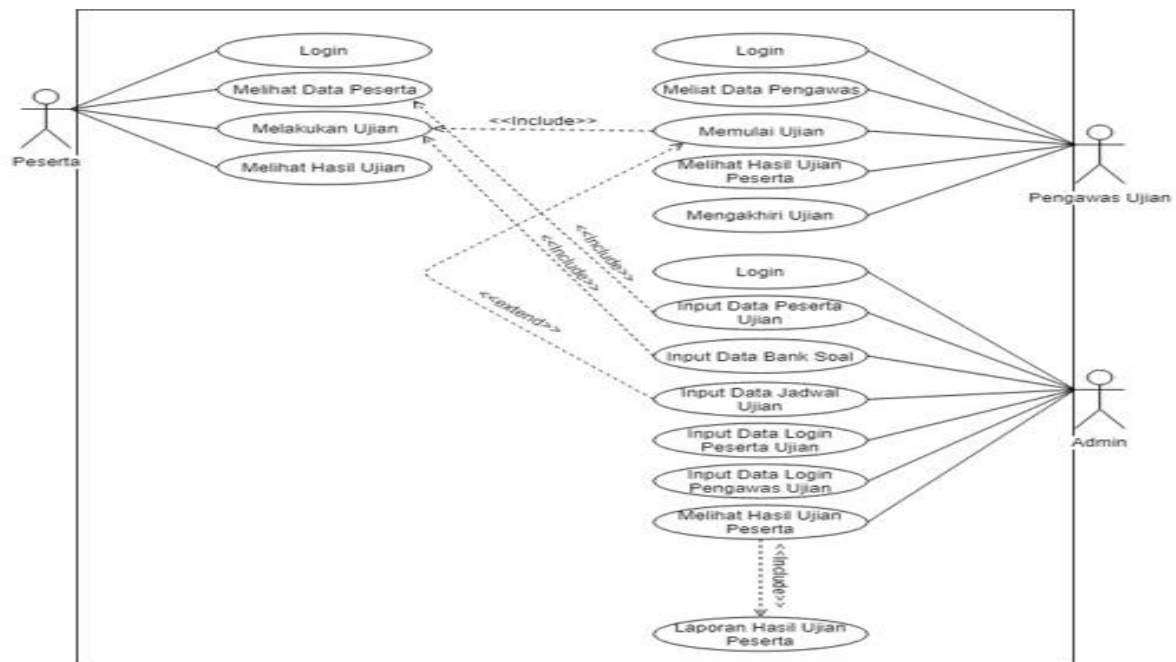 Login
Melihat Data Peserta
Melakukan Ujian
Melihat Hasil Ujian
Peserta
<<Include>>
Login
Meliat Data Pengawas
Memulai Ujian
Melihat Hasil Ujian
Peserta
Mengakhiri Ujian
Pengawas Ujian
<<Include>>
<<Include>>
<<extend>>
Login
Input Data Peserta
Ujian
Input Data Bank Soal
Input Data Jadwal
Ujian
Input Data Login
Peserta Ujian
Input Data Login
Pengawas Ujian
Melihat Hasil Ujian
Peserta
Admin
<<Include>>
Laporan Hasil Ujian
Peserta